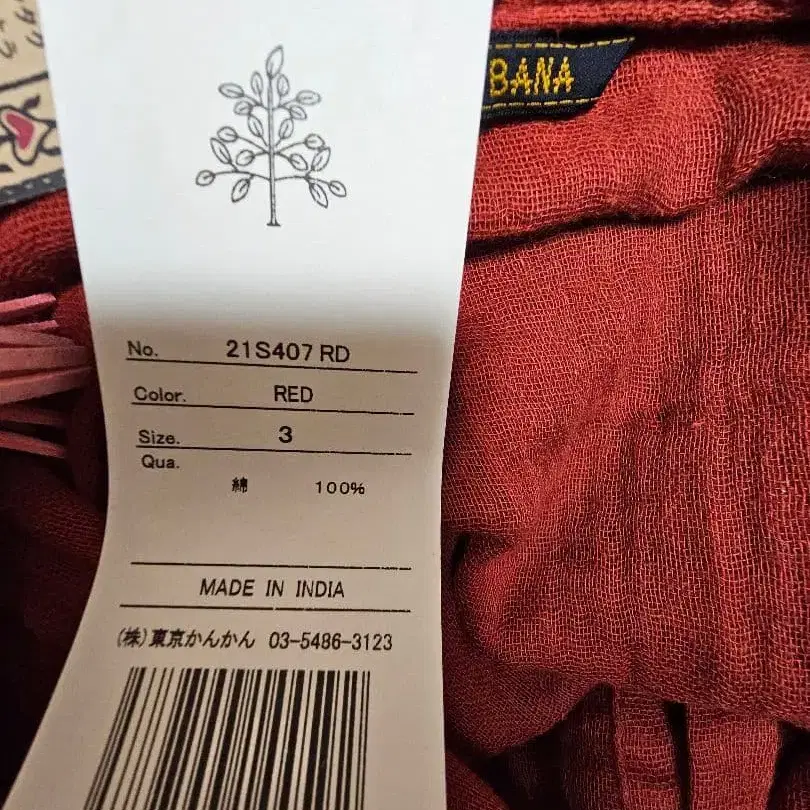 BANA
No. 21S407 RD
Color. RED
Size. 3
Qua.
綿 100%
MADE IN INDIA
(株)東京かんかん 03-5486-3123